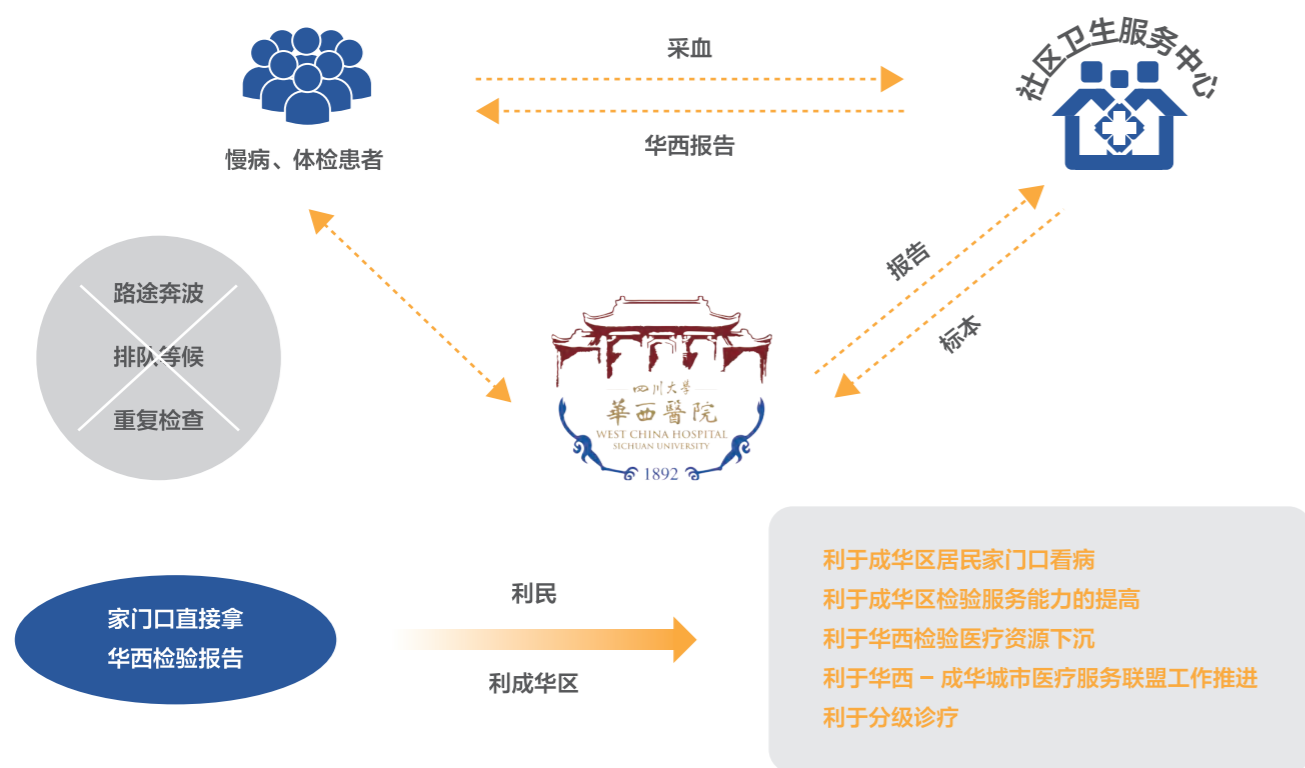 采血
社区卫生服务中心
华西报告
慢病、体检患者
报告
标本
路途奔波
排队等候
重复检查
四川大學
華西醫院
WEST CHINA HOSPITAL
SICHUAN UNIVERSITY
1892
家门口直接拿
华西检验报告
利民
利成华区
利于成华区居民家门口看病
利于成华区检验服务能力的提高
利于华西检验医疗资源下沉
利于华西 – 成华城市医疗服务联盟工作推进
利于分级诊疗